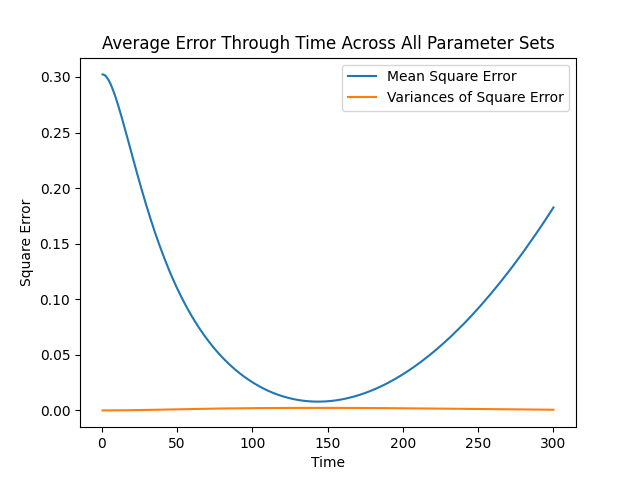 Average Error Through Time Across All Parameter Sets
Mean Square Error
Variances of Square Error
Square Error
0.30
0.25
0.20
0.15
0.10
0.05
0.00
0
50
100
150
200
250
300
Time